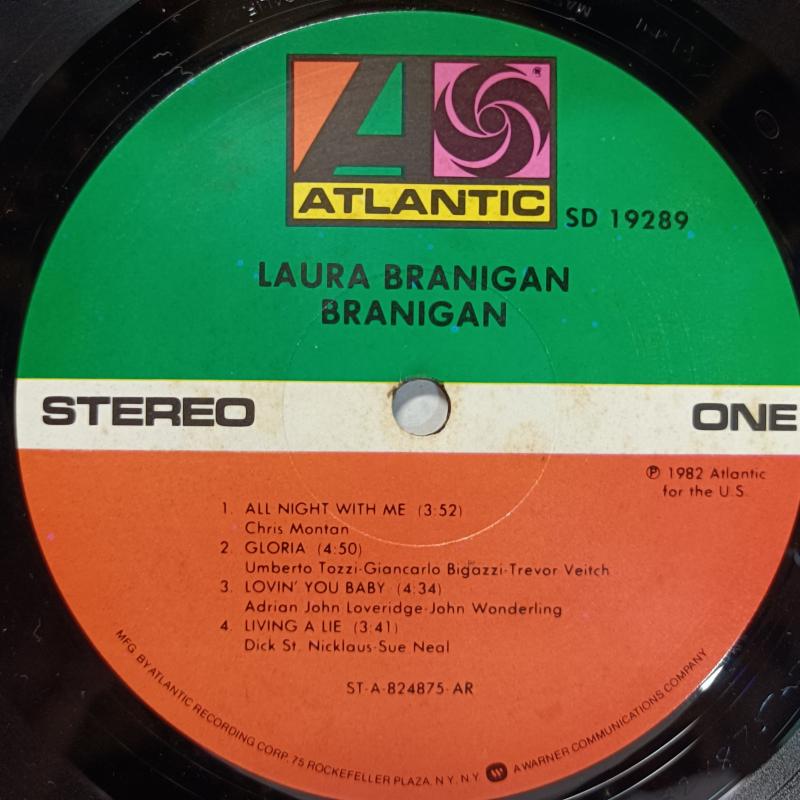 ATLANTIC
SD 19289
LAURA BRANIGAN
BRANIGAN
STEREO
ONE
℗ 1982 Atlantic
for the U.S.
1. ALL NIGHT WITH ME (3:52)
Chris Montan
2. GLORIA (4:50)
Umberto Tozzi-Giancarlo Bigazzi-Trevor Veitch
3. LOVIN' YOU BABY (4:34)
Adrian John Loveridge-John Wonderling
4. LIVING A LIE (3:41)
Dick St. Nicklaus-Sue Neal
ST-A-824875-AR
MFG. BY ATLANTIC RECORDING CORP. 75 ROCKEFELLER PLAZA, N.Y. N.Y. A WARNER COMMUNICATIONS COMPANY